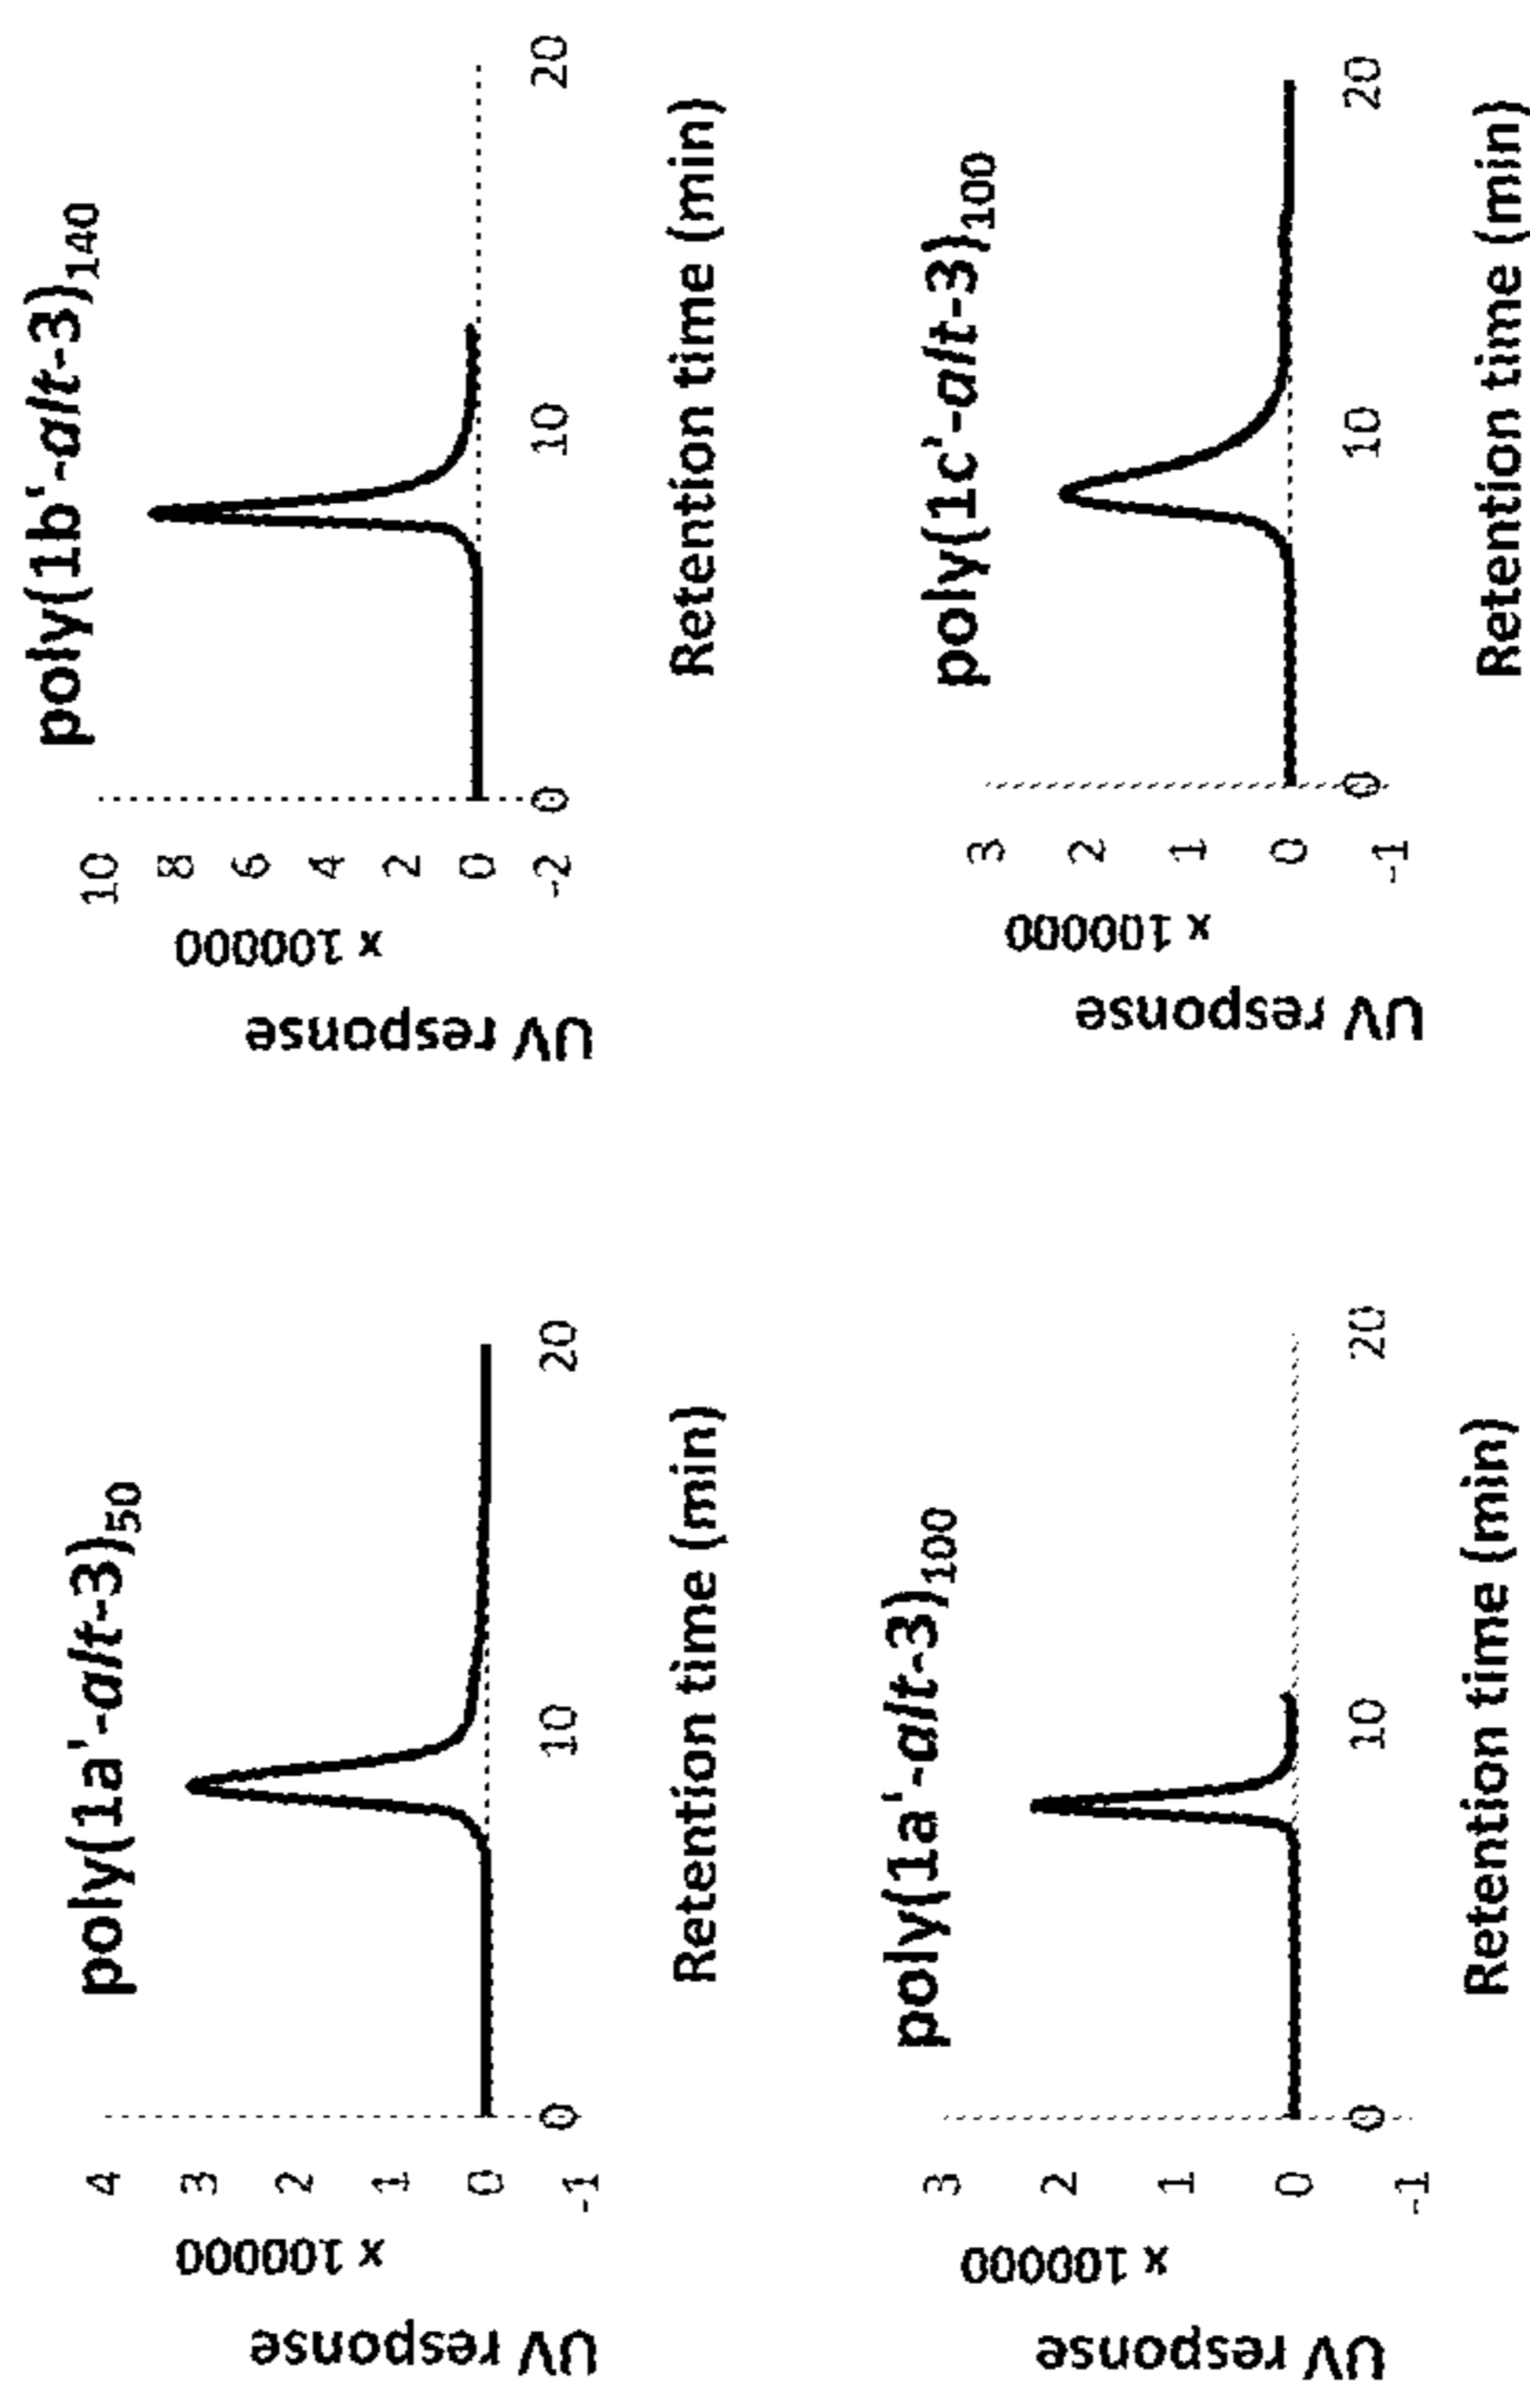 poly(1a'-alt-3)50
UV response
x 100000
4
3
2
1
0
-1
0
10
20
Retention time (min)
poly(1b'-alt-3)140
UV response
x 100000
10
8
6
4
2
0
-2
0
10
20
Retention time (min)
poly(1a'-alt-3)100
UV response
x 100000
3
2
1
0
-1
0
10
20
Retention time (min)
poly(1c'-alt-3)100
UV response
x 100000
3
2
1
0
-1
0
10
20
Retention time (min)